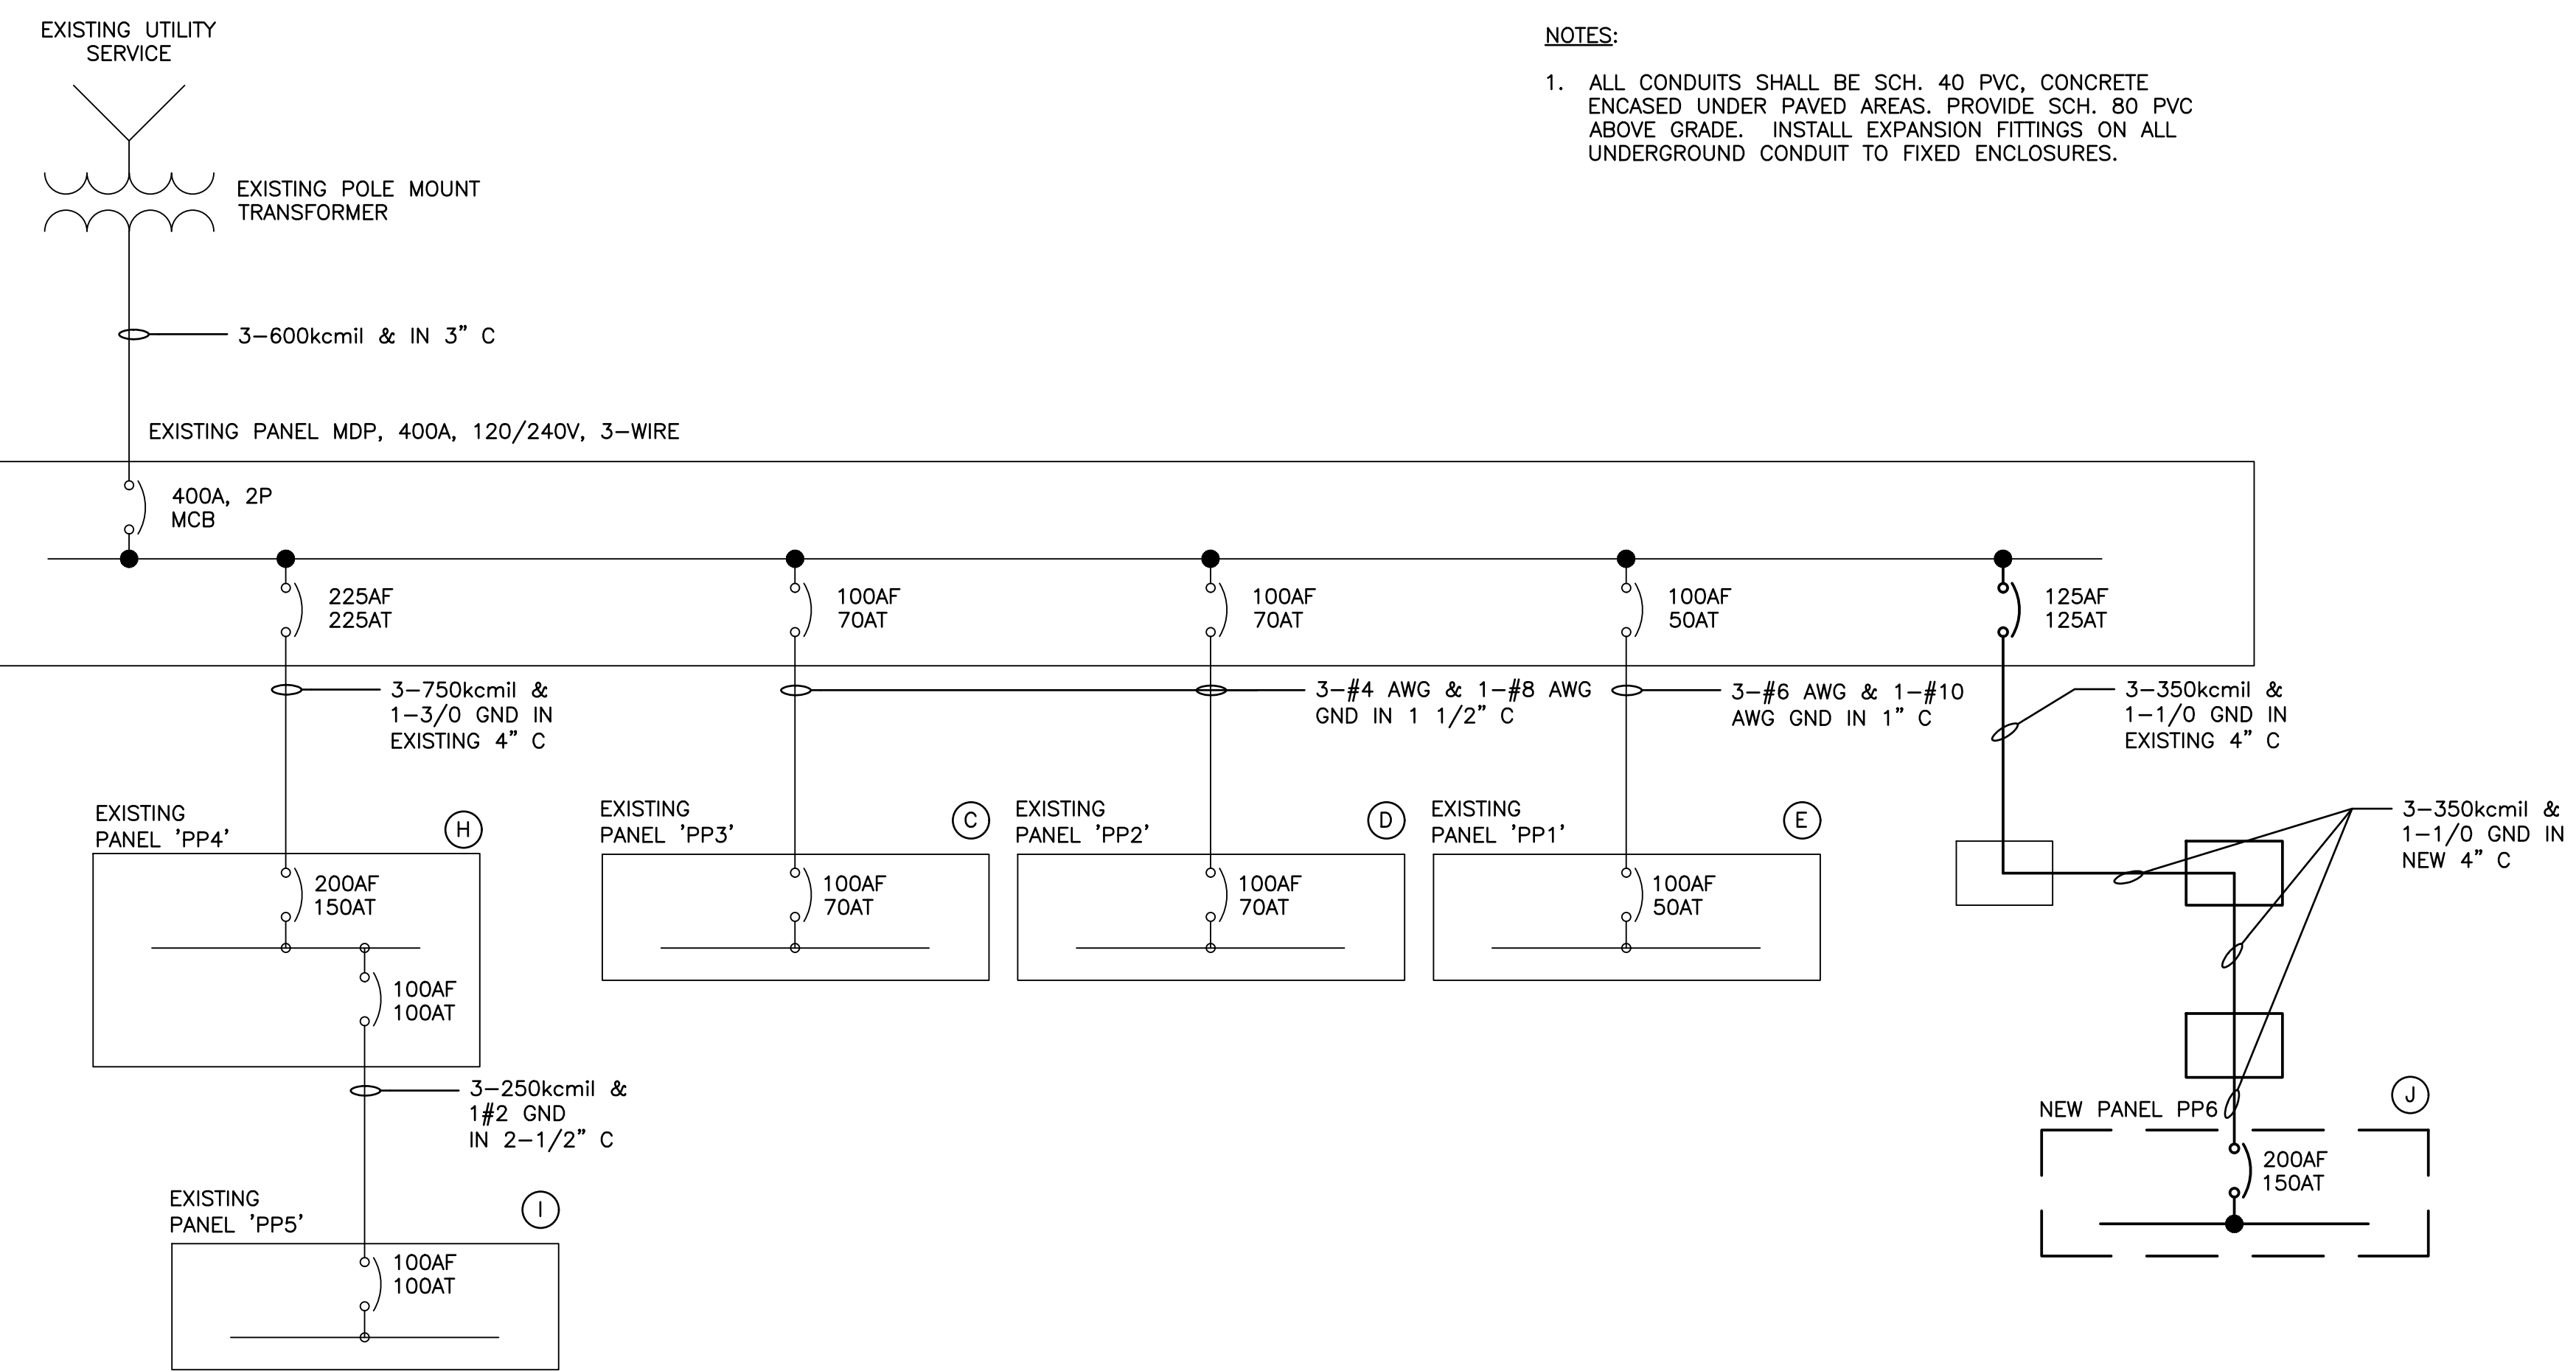 EXISTING UTILITY
SERVICE
NOTES:
1. ALL CONDUITS SHALL BE SCH. 40 PVC, CONCRETE
ENCASED UNDER PAVED AREAS. PROVIDE SCH. 80 PVC
ABOVE GRADE. INSTALL EXPANSION FITTINGS ON ALL
UNDERGROUND CONDUIT TO FIXED ENCLOSURES.
EXISTING POLE MOUNT
TRANSFORMER
3-600kcmil & IN 3" C
EXISTING PANEL MDP, 400A, 120/240V, 3-WIRE
400A, 2P
MCB
225AF
225AT
100AF
70AT
100AF
70AT
100AF
50AT
125AF
125AT
3-750kcmil &
1-3/0 GND IN
EXISTING 4" C
3-#4 AWG & 1-#8 AWG
GND IN 1 1/2" C
3-#6 AWG & 1-#10
AWG GND IN 1" C
3-350kcmil &
1-1/0 GND IN
EXISTING 4" C
3-350kcmil &
1-1/0 GND IN
NEW 4" C
EXISTING
PANEL 'PP4'
H
200AF
150AT
100AF
100AT
EXISTING
PANEL 'PP3'
C
100AF
70AT
EXISTING
PANEL 'PP2'
D
100AF
70AT
EXISTING
PANEL 'PP1'
E
100AF
50AT
3-250kcmil &
1#2 GND
IN 2-1/2" C
EXISTING
PANEL 'PP5'
I
100AF
100AT
NEW PANEL PP6
J
200AF
150AT